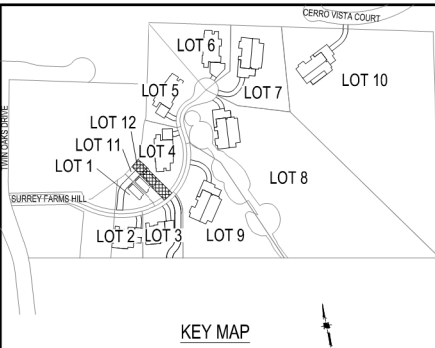 CERRO VISTA COURT
LOT 6
LOT 10
LOT 7
LOT 5
TWIN OAKS DRIVE
LOT 12
LOT 11
LOT 4
LOT 1
LOT 8
SURREY FARMS HILL
LOT 2
LOT 3
LOT 9
KEY MAP